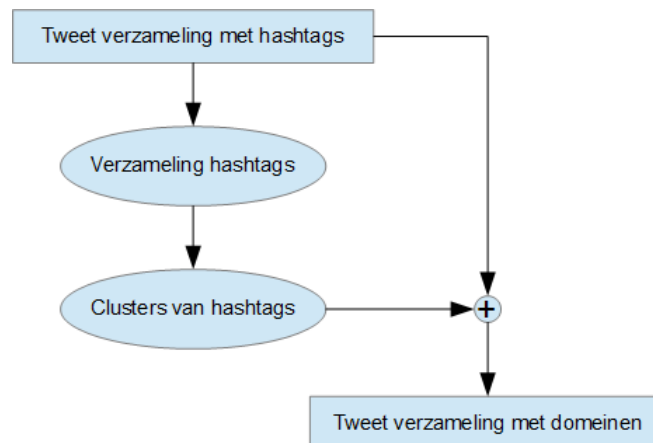 Tweet verzameling met hashtags
Verzameling hashtags
Clusters van hashtags
+
Tweet verzameling met domeinen